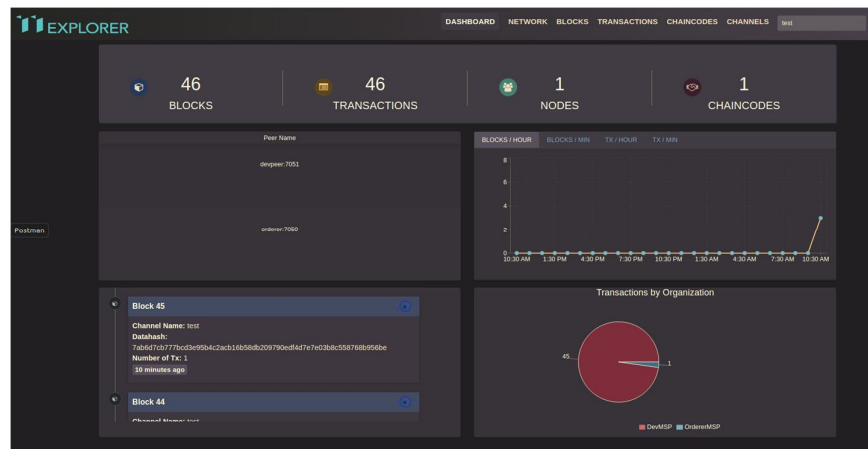 EXPLORER
DASHBOARD NETWORK BLOCKS TRANSACTIONS CHAINCODES CHANNELS test
46
BLOCKS
46
TRANSACTIONS
1
NODES
1
CHAINCODES
Peer Name
devpeer:7051
orderer:7050
Postman
BLOCKS / HOUR BLOCKS / MIN TX / HOUR TX / MIN
8
6
4
2
0
10:30 AM 1:30 PM 4:30 PM 7:30 PM 10:30 PM 1:30 AM 4:30 AM 7:30 AM 10:30 AM
Block 45
Channel Name: test
Datahash:
7ab6d7cb777bcd3e95b4c2acb16b58db209790edf4d7e7e03b8c558768b956be
Number of Tx: 1
10 minutes ago
Block 44
Channel Name: test
Transactions by Organization
45
1
DevMSP OrdererMSP